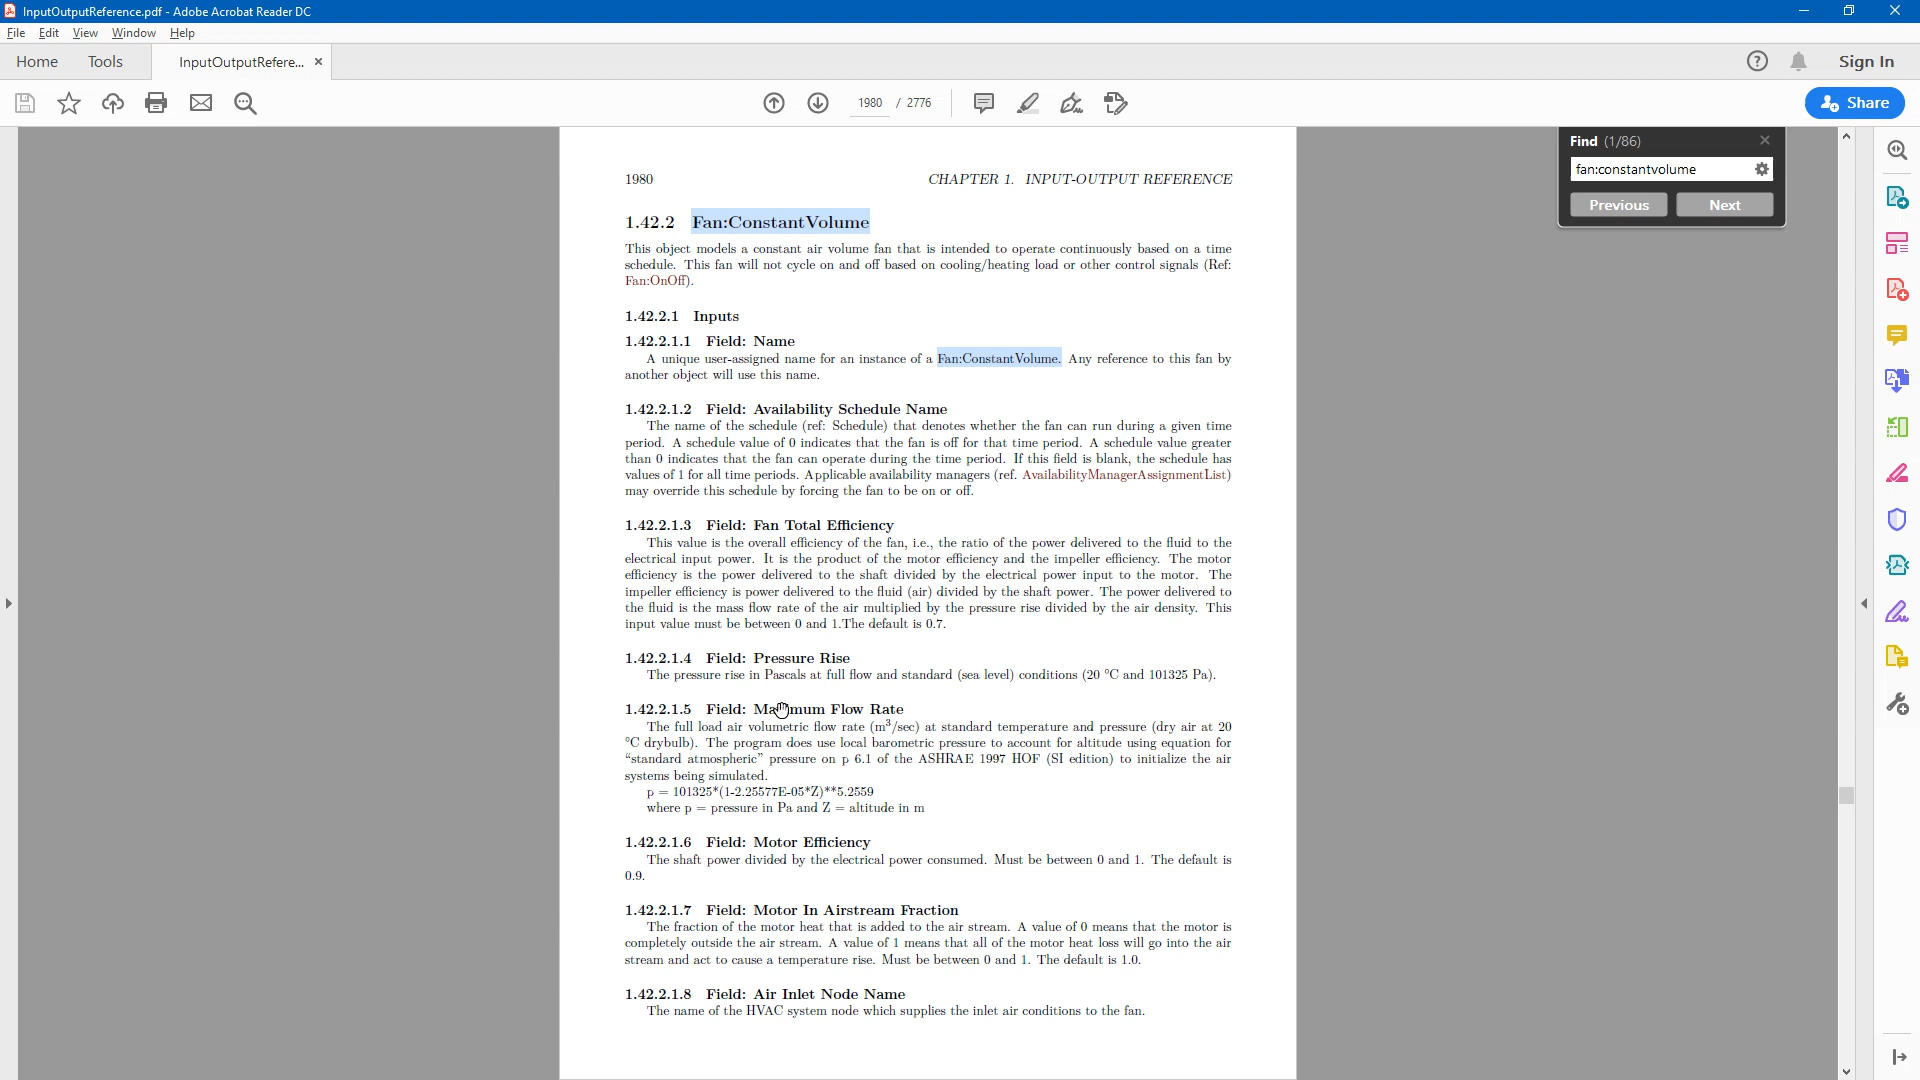 InputOutputReference.pdf - Adobe Acrobat Reader DC
File Edit View Window Help
Home Tools InputOutputRefere... × Sign In
1980 / 2776 Share
Find (1/86)
fan:constantvolume
Previous Next
1980 CHAPTER 1. INPUT-OUTPUT REFERENCE
1.42.2 Fan:ConstantVolume
This object models a constant air volume fan that is intended to operate continuously based on a time
schedule. This fan will not cycle on and off based on cooling/heating load or other control signals (Ref:
Fan:OnOff).
1.42.2.1 Inputs
1.42.2.1.1 Field: Name
A unique user-assigned name for an instance of a Fan:ConstantVolume. Any reference to this fan by
another object will use this name.
1.42.2.1.2 Field: Availability Schedule Name
The name of the schedule (ref: Schedule) that denotes whether the fan can run during a given time
period. A schedule value of 0 indicates that the fan is off for that time period. A schedule value greater
than 0 indicates that the fan can operate during the time period. If this field is blank, the schedule has
values of 1 for all time periods. Applicable availability managers (ref. AvailabilityManagerAssignmentList)
may override this schedule by forcing the fan to be on or off.
1.42.2.1.3 Field: Fan Total Efficiency
This value is the overall efficiency of the fan, i.e., the ratio of the power delivered to the fluid to the
electrical input power. It is the product of the motor efficiency and the impeller efficiency. The motor
efficiency is the power delivered to the shaft divided by the electrical power input to the motor. The
impeller efficiency is power delivered to the fluid (air) divided by the shaft power. The power delivered to
the fluid is the mass flow rate of the air multiplied by the pressure rise divided by the air density. This
input value must be between 0 and 1.The default is 0.7.
1.42.2.1.4 Field: Pressure Rise
The pressure rise in Pascals at full flow and standard (sea level) conditions (20 °C and 101325 Pa).
1.42.2.1.5 Field: Maximum Flow Rate
The full load air volumetric flow rate (m³/sec) at standard temperature and pressure (dry air at 20
°C drybulb). The program does use local barometric pressure to account for altitude using equation for
“standard atmospheric” pressure on p 6.1 of the ASHRAE 1997 HOF (SI edition) to initialize the air
systems being simulated.
p = 101325*(1-2.25577E-05*Z)**5.2559
where p = pressure in Pa and Z = altitude in m
1.42.2.1.6 Field: Motor Efficiency
The shaft power divided by the electrical power consumed. Must be between 0 and 1. The default is
0.9.
1.42.2.1.7 Field: Motor In Airstream Fraction
The fraction of the motor heat that is added to the air stream. A value of 0 means that the motor is
completely outside the air stream. A value of 1 means that all of the motor heat loss will go into the air
stream and act to cause a temperature rise. Must be between 0 and 1. The default is 1.0.
1.42.2.1.8 Field: Air Inlet Node Name
The name of the HVAC system node which supplies the inlet air conditions to the fan.